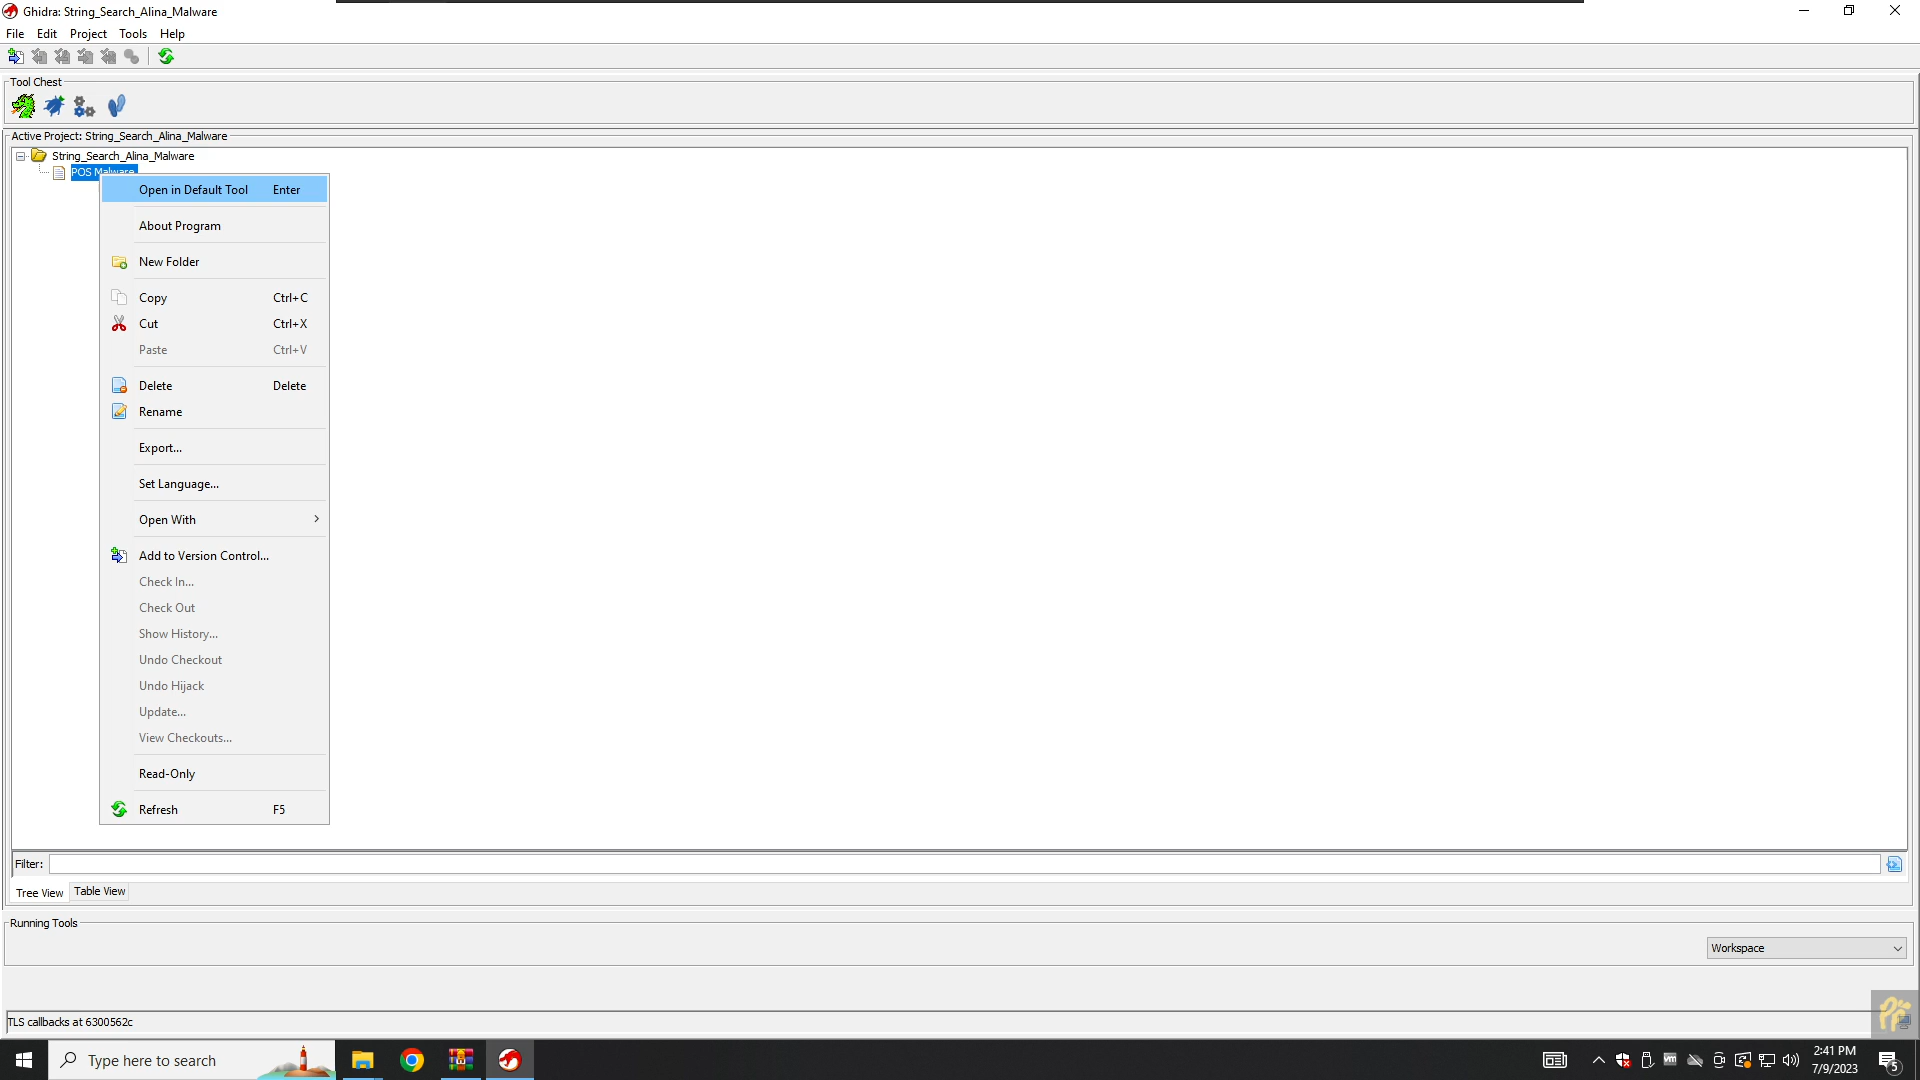 Ghidra: String_Search_Alina_Malware
File Edit Project Tools Help
Tool Chest
Active Project: String_Search_Alina_Malware
String_Search_Alina_Malware
POS Malware
Open in Default Tool Enter
About Program
New Folder
Copy Ctrl+C
Cut Ctrl+X
Paste Ctrl+V
Delete Delete
Rename
Export...
Set Language...
Open With
Add to Version Control...
Check In...
Check Out
Show History...
Undo Checkout
Undo Hijack
Update...
View Checkouts...
Read-Only
Refresh F5
Filter:
Tree View Table View
Running Tools
Workspace
TLS callbacks at 6300562c
Type here to search
vm
2:41 PM
7/9/2023
5